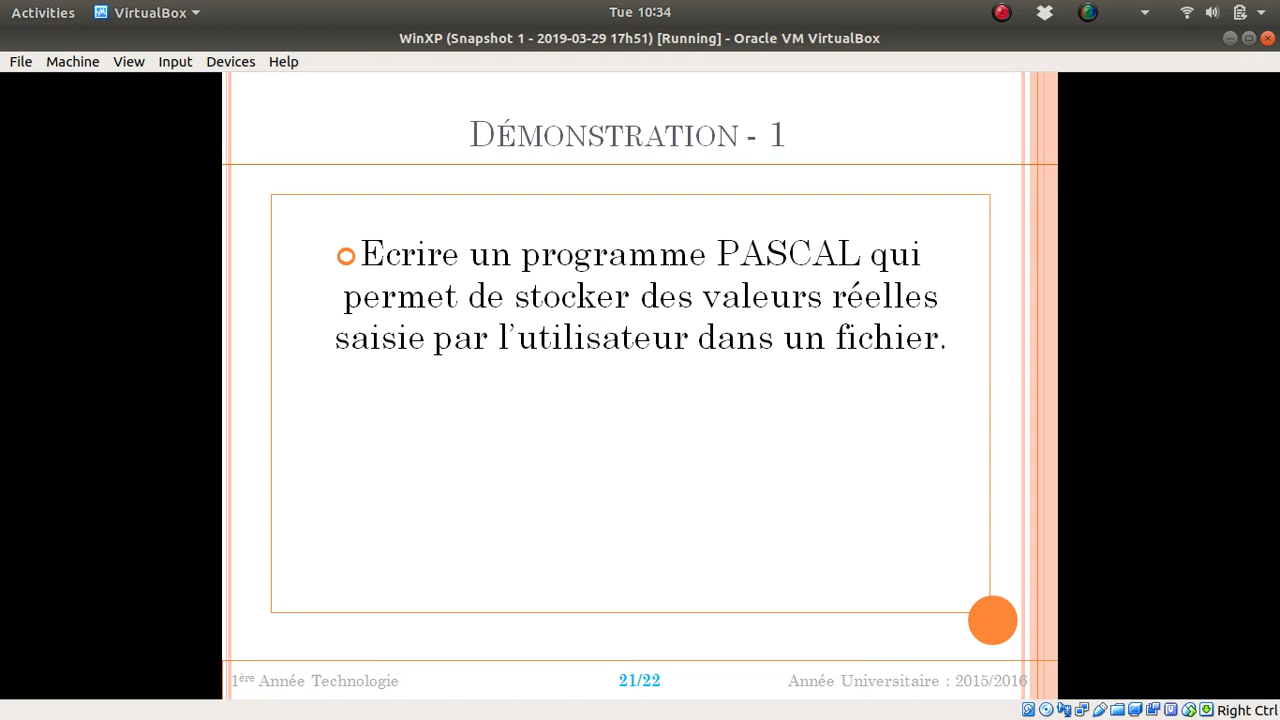 Activities VirtualBox Tue 10:34
WinXP (Snapshot 1 - 2019-03-29 17h51) [Running] - Oracle VM VirtualBox
File Machine View Input Devices Help
DÉMONSTRATION - 1
Ecrire un programme PASCAL qui
permet de stocker des valeurs réelles
saisie par l’utilisateur dans un fichier.
1ère Année Technologie 21/22 Année Universitaire : 2015/2016
Right Ctrl